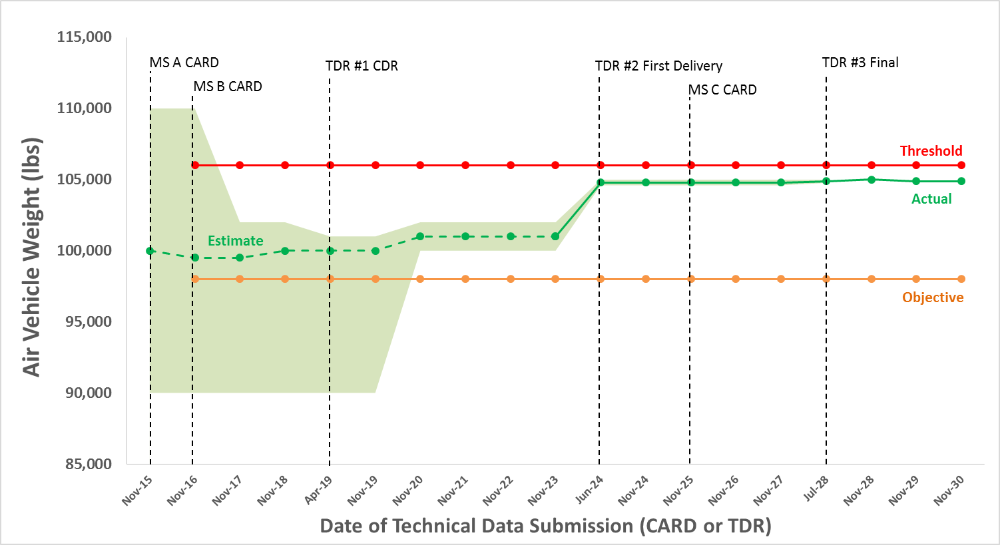 115,000
110,000
105,000
100,000
95,000
90,000
85,000
Air Vehicle Weight (lbs)
MS A CARD
MS B CARD
TDR #1 CDR
TDR #2 First Delivery
MS C CARD
TDR #3 Final
Threshold
Actual
Estimate
Objective
Nov-15
Nov-16
Nov-17
Nov-18
Apr-19
Nov-19
Nov-20
Nov-21
Nov-22
Nov-23
Jun-24
Nov-24
Nov-25
Nov-26
Nov-27
Jul-28
Nov-28
Nov-29
Nov-30
Date of Technical Data Submission (CARD or TDR)